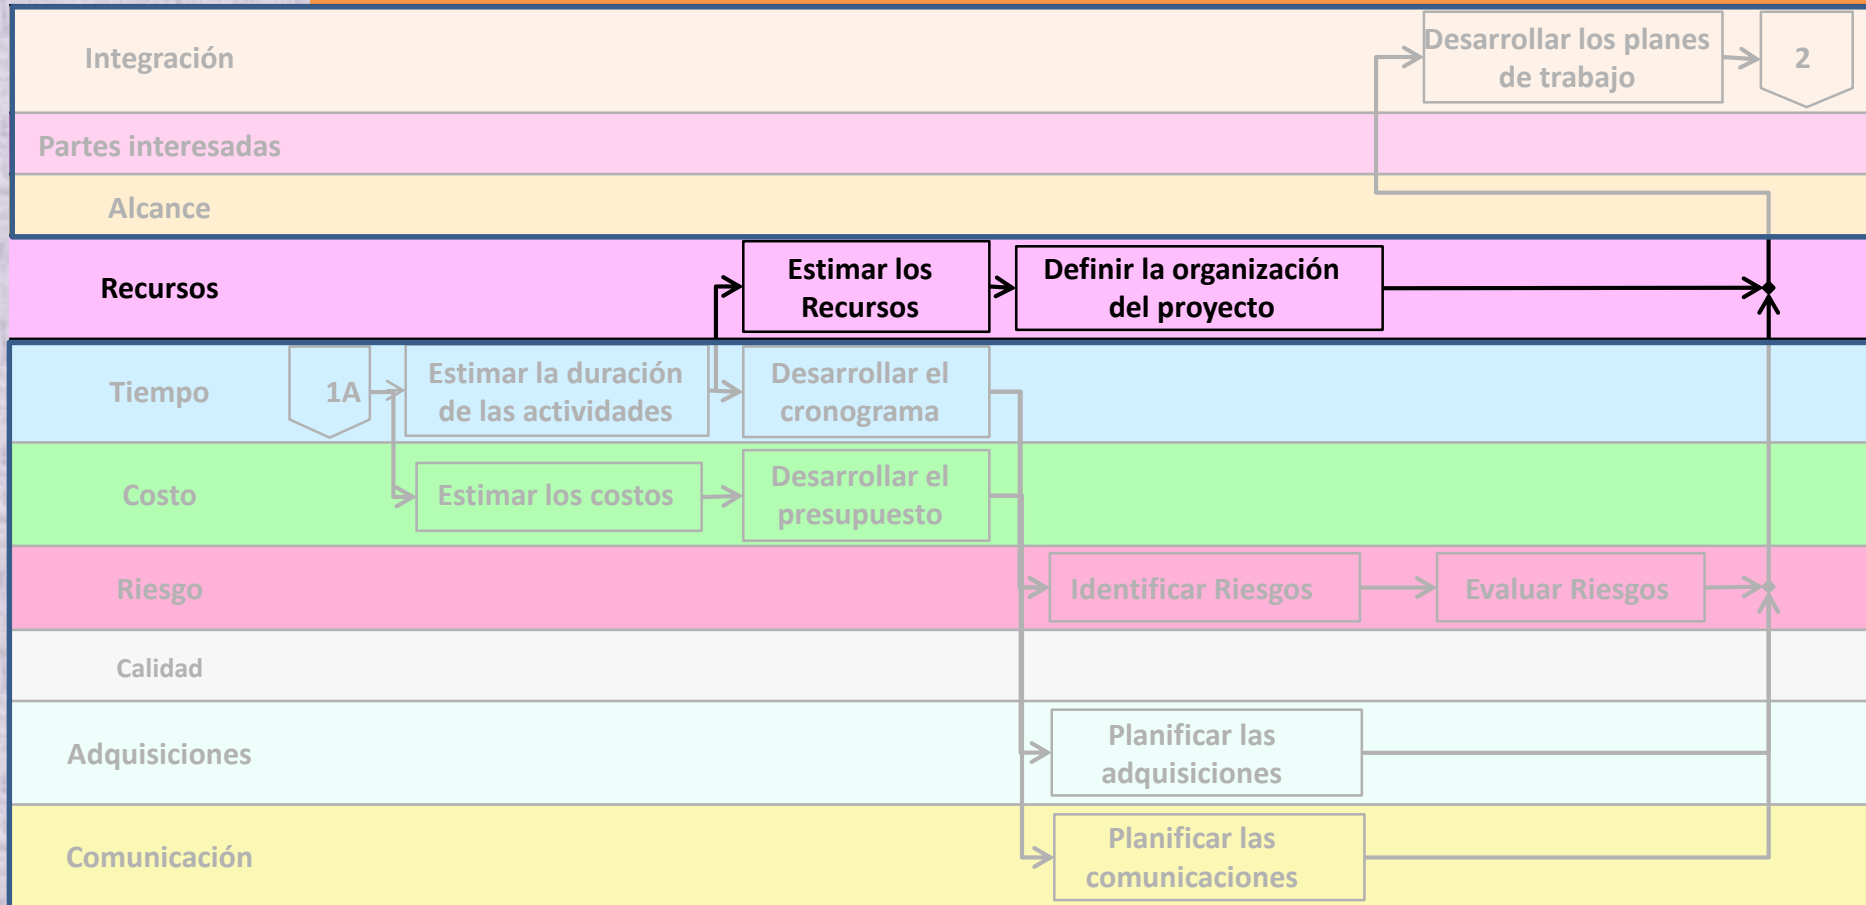 Integración
Desarrollar los planes
de trabajo
2
Partes interesadas
Alcance
Recursos
Estimar los
Recursos
Definir la organización
del proyecto
Tiempo
1A
Estimar la duración
de las actividades
Desarrollar el
cronograma
Costo
Estimar los costos
Desarrollar el
presupuesto
Riesgo
Identificar Riesgos
Evaluar Riesgos
Calidad
Adquisiciones
Planificar las
adquisiciones
Comunicación
Planificar las
comunicaciones